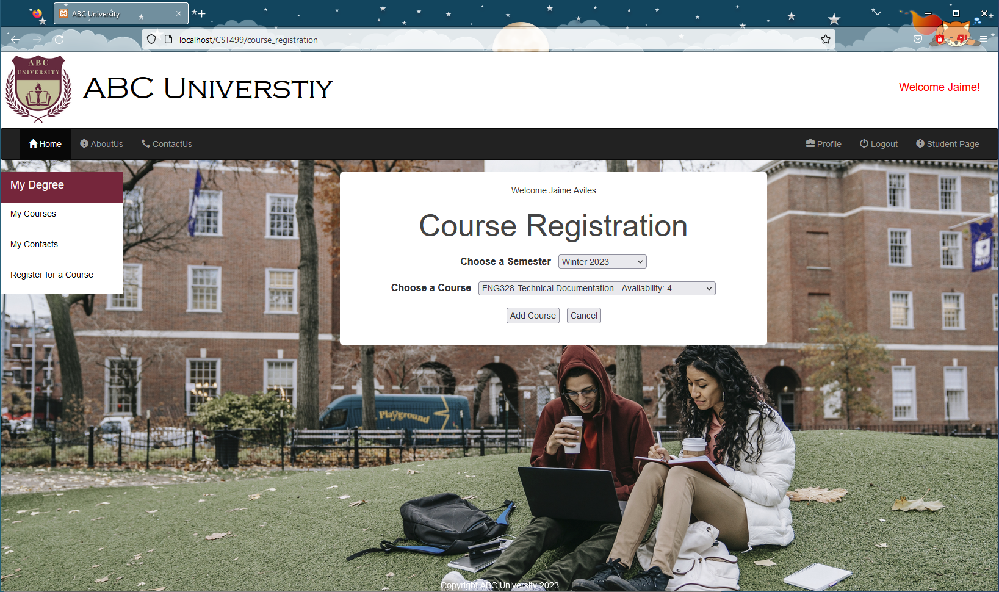 ABC University
localhost/CST499/course_registration
ABC
UNIVERSITY
ABC UNIVERSTIY
Welcome Jaime!
Home AboutUs ContactUs Profile Logout Student Page
My Degree
My Courses
My Contacts
Register for a Course
Welcome Jaime Aviles
Course Registration
Choose a Semester Winter 2023
Choose a Course ENG328-Technical Documentation - Availability: 4
Add Course Cancel
NYU
Playground
Copyright ABC University 2023